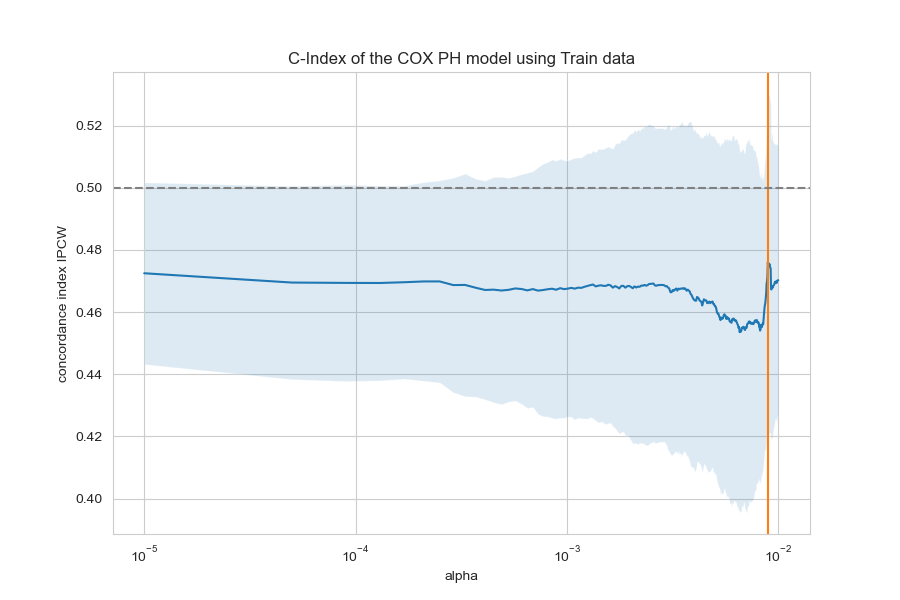 C-Index of the COX PH model using Train data
concordance index IPCW
0.52
0.50
0.48
0.46
0.44
0.42
0.40
10⁻⁵ 10⁻⁴ 10⁻³ 10⁻²
alpha